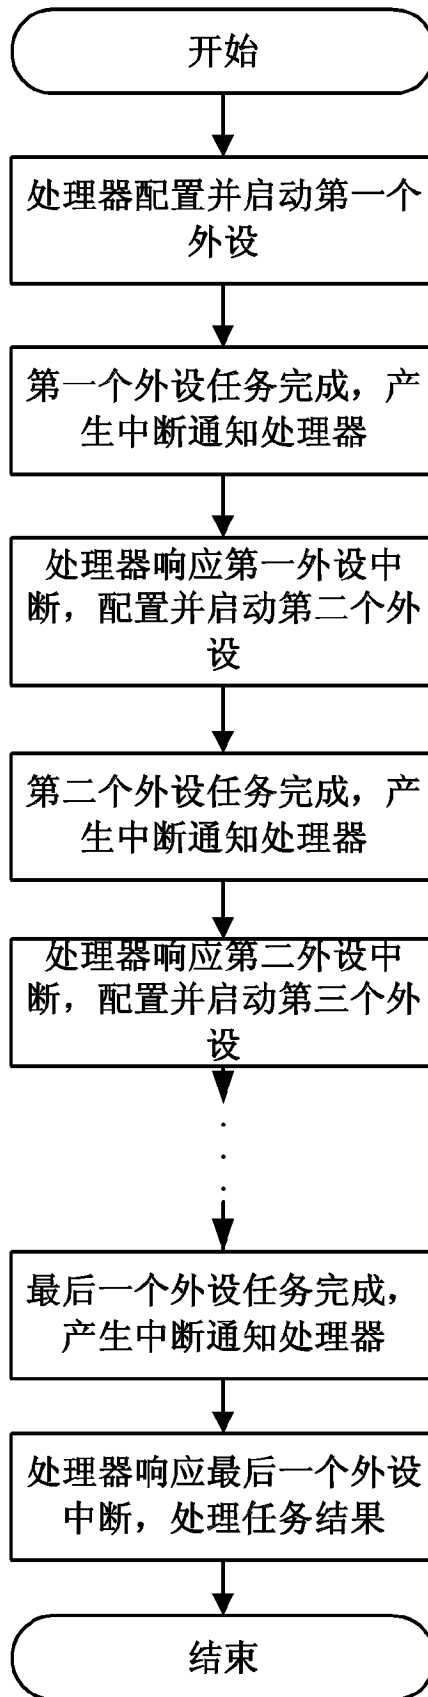 开始
处理器配置并启动第一个
外设
第一个外设任务完成，产
生中断通知处理器
处理器响应第一外设中
断，配置并启动第二个外
设
第二个外设任务完成，产
生中断通知处理器
处理器响应第二外设中
断，配置并启动第三个外
设
最后一个外设任务完成，
产生中断通知处理器
处理器响应最后一个外设
中断，处理任务结果
结束